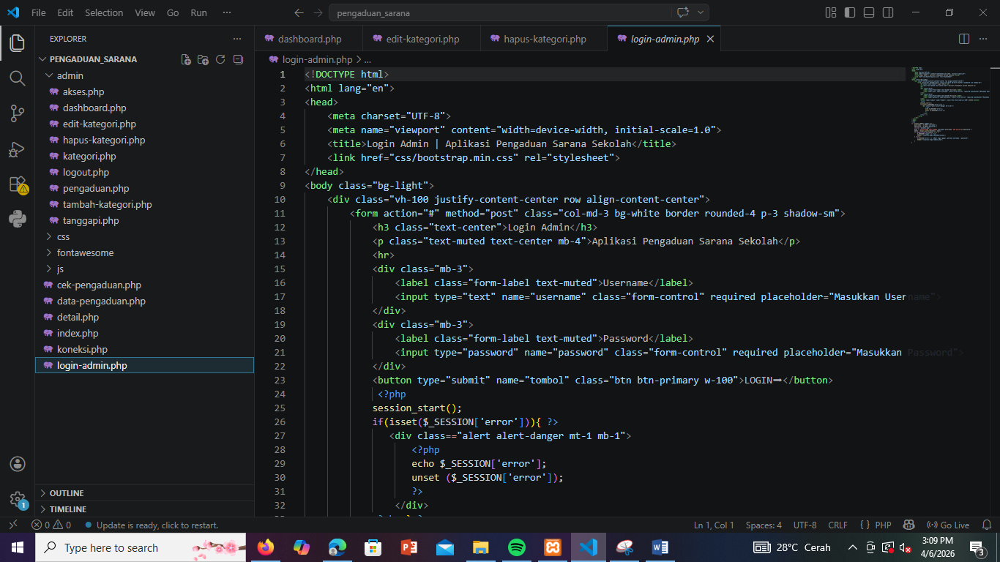 File Edit Selection View Go Run ···
pengaduan_sarana
EXPLORER
PENGADUAN_SARANA
admin
akses.php
dashboard.php
edit-kategori.php
hapus-kategori.php
kategori.php
logout.php
pengaduan.php
tambah-kategori.php
tanggapi.php
css
fontawesome
js
cek-pengaduan.php
data-pengaduan.php
detail.php
index.php
koneksi.php
login-admin.php
OUTLINE
TIMELINE
dashboard.php edit-kategori.php hapus-kategori.php login-admin.php
login-admin.php > ...
1 <!DOCTYPE html>
2 <html lang="en">
3 <head>
4 <meta charset="UTF-8">
5 <meta name="viewport" content="width=device-width, initial-scale=1.0">
6 <title>Login Admin | Aplikasi Pengaduan Sarana Sekolah</title>
7 <link href="css/bootstrap.min.css" rel="stylesheet">
8 </head>
9 <body class="bg-light">
10 <div class="vh-100 justify-content-center row align-content-center">
11 <form action="#" method="post" class="col-md-3 bg-white border rounded-4 p-3 shadow-sm">
12 <h3 class="text-center">Login Admin</h3>
13 <p class="text-muted text-center mb-4">Aplikasi Pengaduan Sarana Sekolah</p>
14 <hr>
15 <div class="mb-3">
16 <label class="form-label text-muted">Username</label>
17 <input type="text" name="username" class="form-control" required placeholder="Masukkan Username">
18 </div>
19 <div class="mb-3">
20 <label class="form-label text-muted">Password</label>
21 <input type="password" name="password" class="form-control" required placeholder="Masukkan Password">
22 </div>
23 <button type="submit" name="tombol" class="btn btn-primary w-100">LOGIN➡</button>
24 <?php
25 session_start();
26 if(isset($_SESSION['error'])){ ?>
27 <div class=="alert alert-danger mt-1 mb-1">
28 <?php
29 echo $_SESSION['error'];
30 unset ($_SESSION['error']);
31 ?>
32 </div>
0 0 Update is ready, click to restart. Ln 1, Col 1 Spaces: 4 UTF-8 CRLF { } PHP Go Live
1
Type here to search
28°C Cerah
3:09 PM
4/6/2026
3